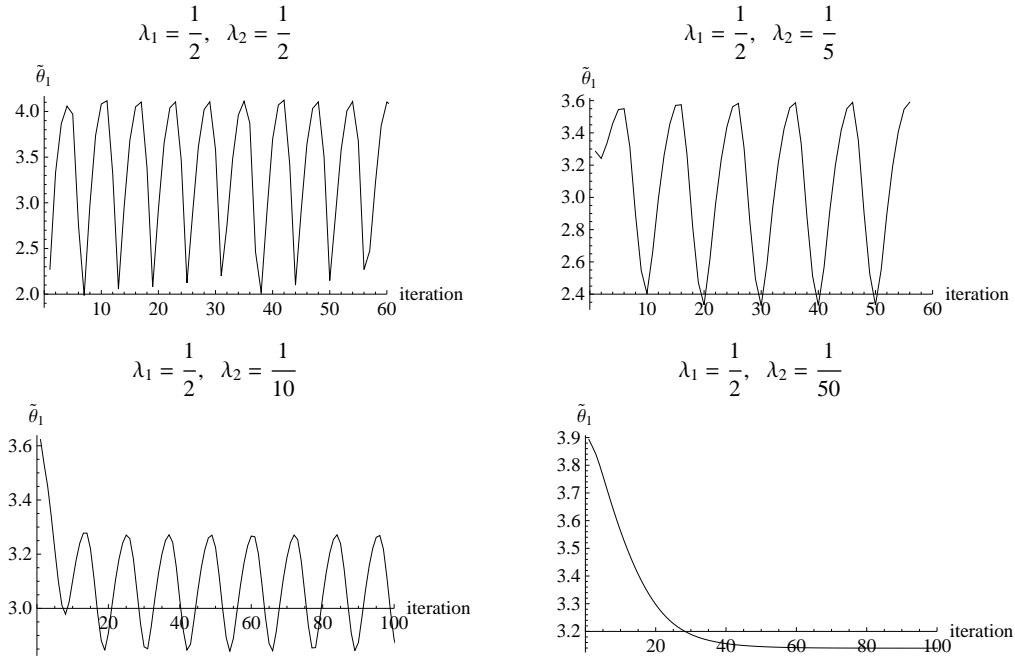 λ₁ = 1/2, λ₂ = 1/2
θ̃₁
4.0
3.5
3.0
2.5
2.0
10 20 30 40 50 60
iteration
λ₁ = 1/2, λ₂ = 1/5
θ̃₁
3.6
3.4
3.2
3.0
2.8
2.6
2.4
10 20 30 40 50 60
iteration
λ₁ = 1/2, λ₂ = 1/10
θ̃₁
3.6
3.4
3.2
3.0
20 40 60 80 100
iteration
λ₁ = 1/2, λ₂ = 1/50
θ̃₁
3.9
3.8
3.7
3.6
3.5
3.4
3.3
3.2
20 40 60 80 100
iteration